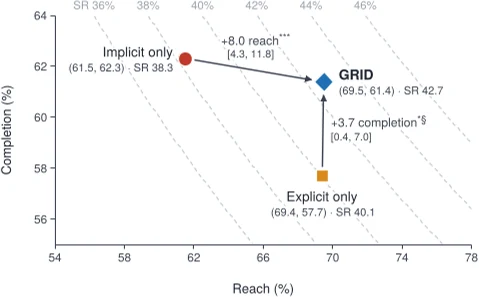 SR 36% 38% 40% 42% 44% 46%
64
+8.0 reach***
Implicit only
[4.3, 11.8]
(61.5, 62.3) · SR 38.3
GRID
(69.5, 61.4) · SR 42.7
62
Completion (%)
60
+3.7 completion*§
[0.4, 7.0]
58
Explicit only
(69.4, 57.7) · SR 40.1
56
54 58 62 66 70 74 78
Reach (%)